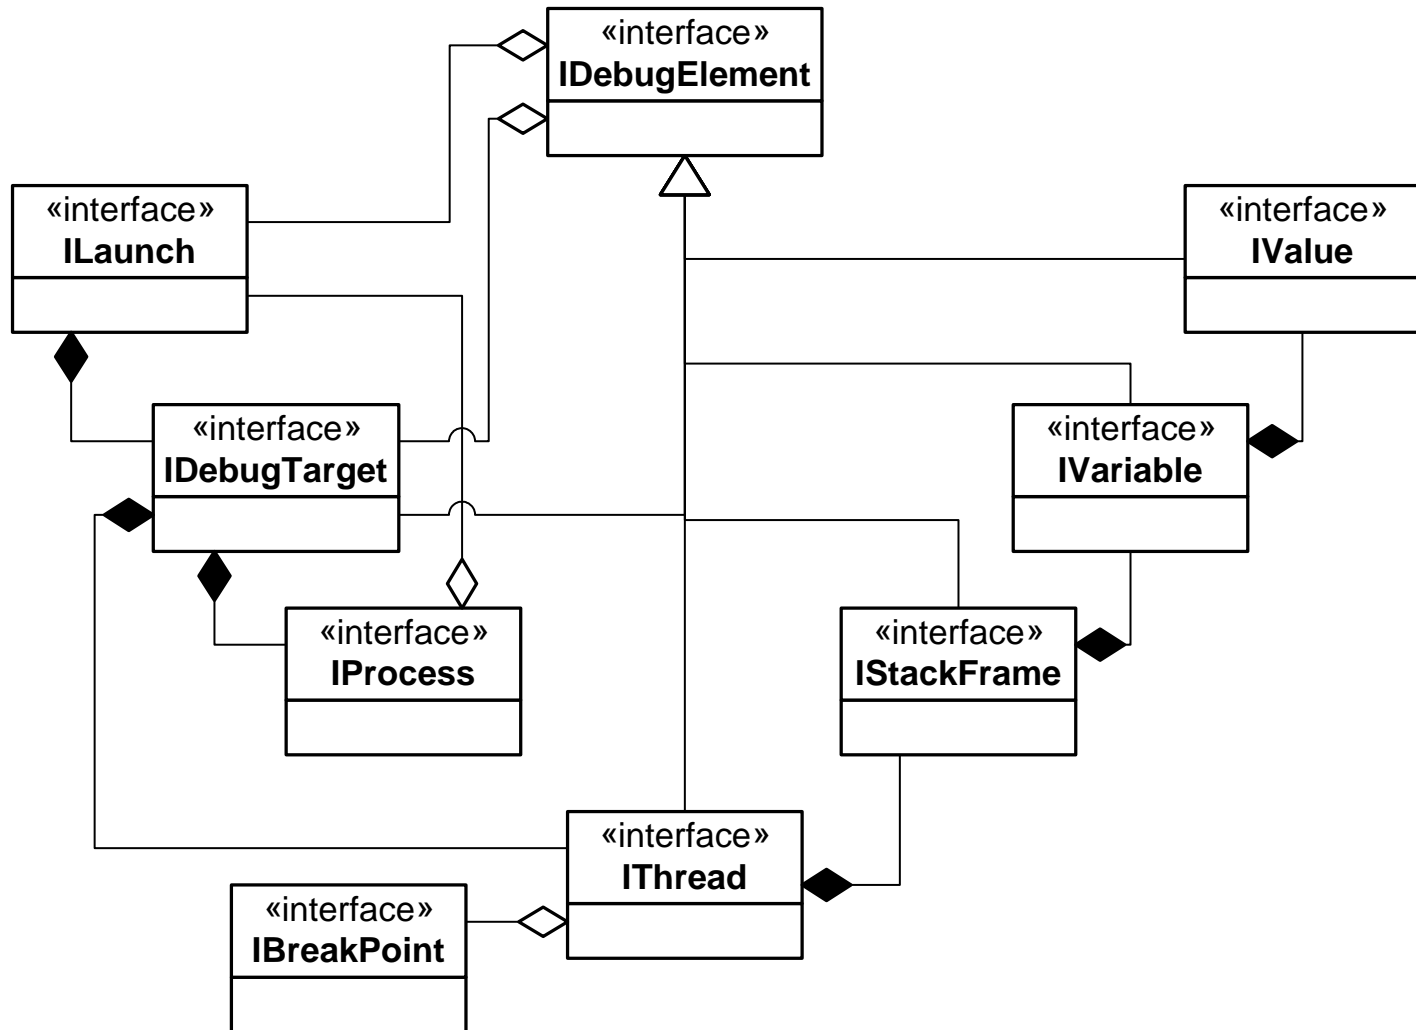 «interface»
IDebugElement
«interface»
ILaunch
«interface»
IValue
«interface»
IDebugTarget
«interface»
IVariable
«interface»
IProcess
«interface»
IStackFrame
«interface»
IThread
«interface»
IBreakPoint